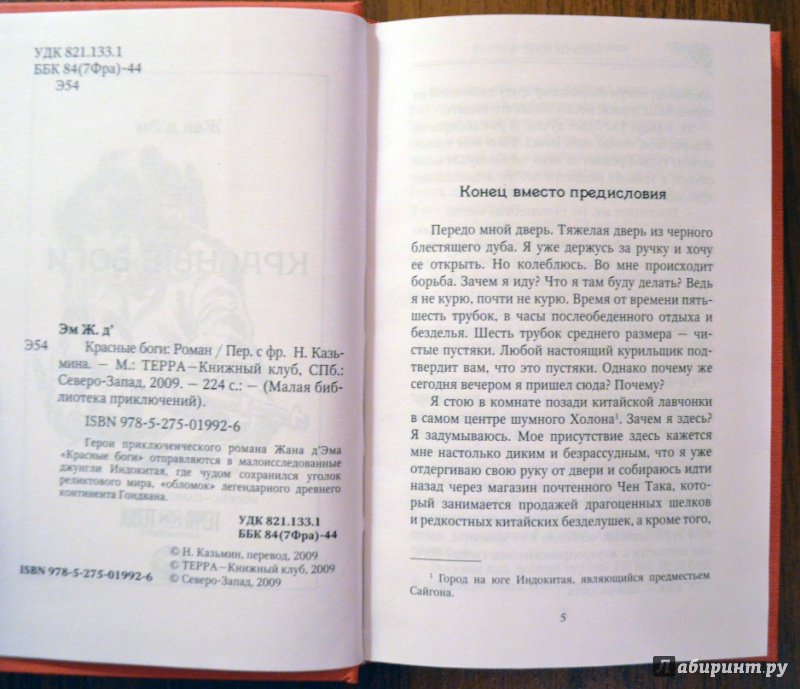 УДК 821.133.1
ББК 84(7Фра)-44
Э54
Эм Ж. д’
Э54
Красные боги: Роман / Пер. с фр. Н. Казь-
мина. — М.: ТЕРРА—Книжный клуб, СПб.:
Северо-Запад, 2009. — 224 с.: — (Малая биб-
лиотека приключений).
ISBN 978-5-275-01992-6
Герои приключенческого романа Жана д’Эма
«Красные боги» отправляются в малоисследованные
джунгли Индокитая, где чудом сохранился уголок
реликтового мира, «обломок» легендарного древнего
континента Гондвана.
УДК 821.133.1
ББК 84(7Фра)-44
© Н. Казьмин, перевод, 2009
© ТЕРРА—Книжный клуб, 2009
ISBN 978-5-275-01992-6
© Северо-Запад, 2009
Конец вместо предисловия
Передо мной дверь. Тяжелая дверь из черного
блестящего дуба. Я уже держусь за ручку и хочу
ее открыть. Но колеблюсь. Во мне происходит
борьба. Зачем я иду? Что я там буду делать? Ведь
я не курю, почти не курю. Время от времени пять-
шесть трубок, в часы послеобеденного отдыха и
безделья. Шесть трубок среднего размера — чи-
стые пустяки. Любой настоящий курильщик под-
твердит вам, что это пустяки. Однако почему же
сегодня вечером я пришел сюда? Почему?
Я стою в комнате позади китайской лавчонки
в самом центре шумного Холона¹. Зачем я здесь?
Я задумываюсь. Мое присутствие здесь кажется
мне настолько диким и безрассудным, что я уже
отдергиваю свою руку от двери и собираюсь идти
назад через магазин почтенного Чен Така, кото-
рый занимается продажей драгоценных шелков
и редкостных китайских безделушек, а кроме того,
¹ Город на юге Индокитая, являющийся предместьем
Сайгона.
5
Лабиринт.ру